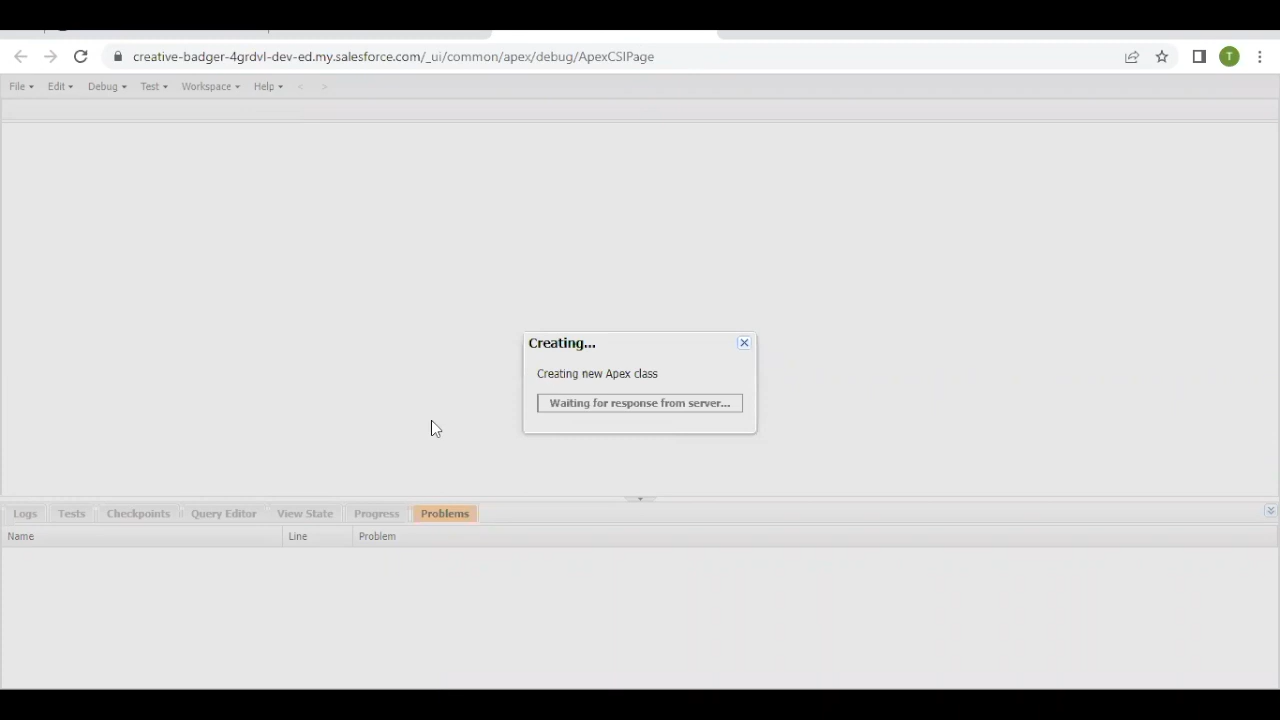 creative-badger-4grdvl-dev-ed.my.salesforce.com/_ui/common/apex/debug/ApexCSIPage
T
File Edit Debug Test Workspace Help < >
Creating...
Creating new Apex class
Waiting for response from server...
Logs Tests Checkpoints Query Editor View State Progress Problems
Name Line Problem